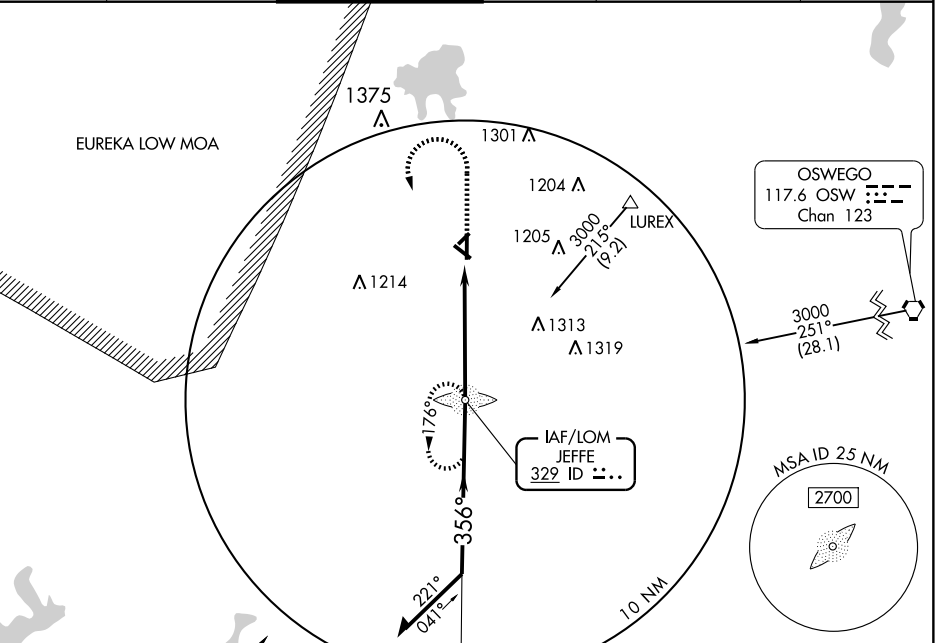 1375
EUREKA LOW MOA
1301
1204
OSWEGO
117.6 OSW
Chan 123
LUREX
1205
3000
215°
(9.2)
1214
3000
251°
(28.1)
1313
1319
176°
IAF/LOM
JEFFE
329 ID
MSA ID 25 NM
2700
356°
221°
041°
10 NM